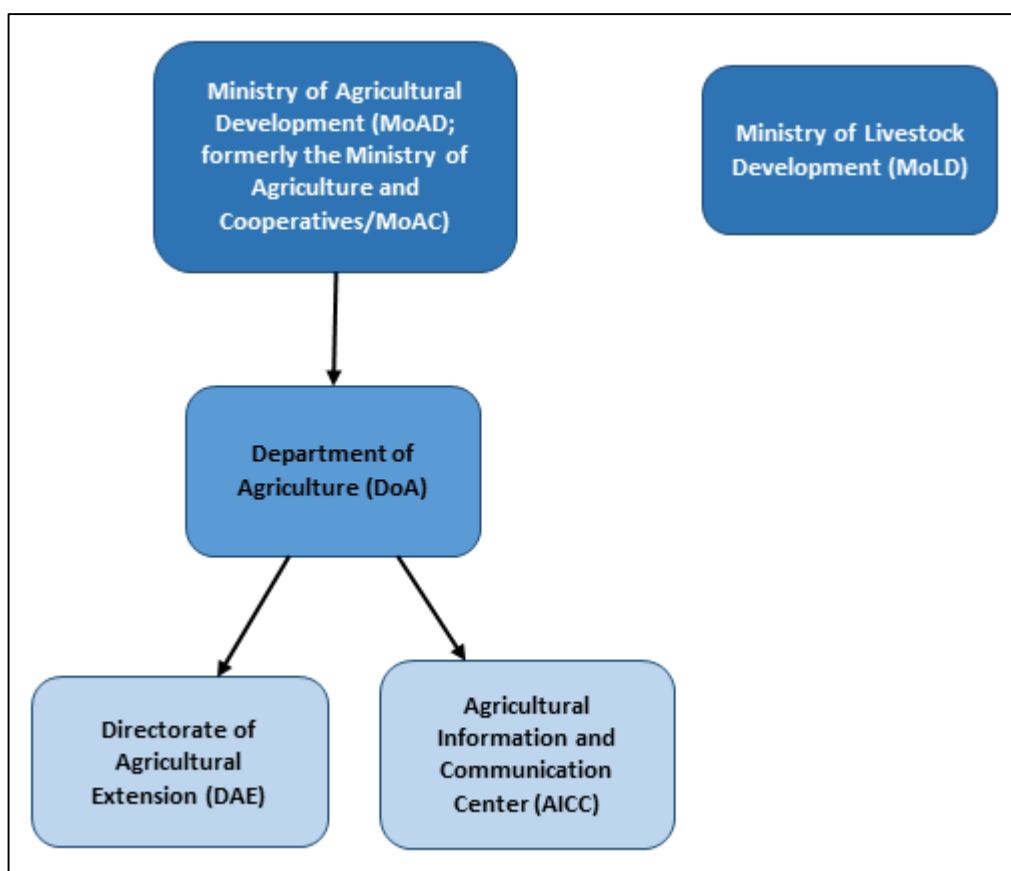 Ministry of Agricultural
Development (MoAD;
formerly the Ministry of
Agriculture and
Cooperatives/MoAC)
Ministry of Livestock
Development (MoLD)
Department of
Agriculture (DoA)
Directorate of
Agricultural
Extension (DAE)
Agricultural
Information and
Communication
Center (AICC)